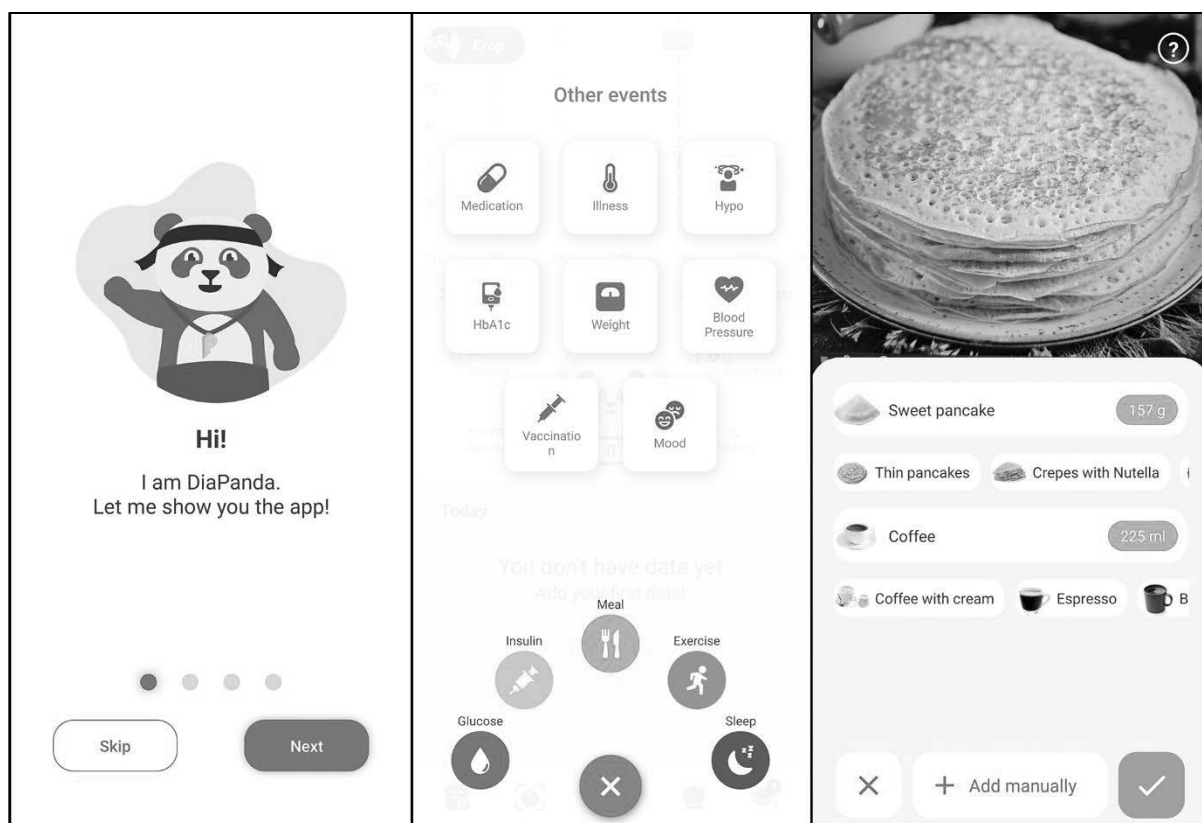 Hi!
I am DiaPanda.
Let me show you the app!
Skip
Next
Егор
Other events
Medication
Illness
Hypo
HbA1c
Weight
Blood
Pressure
Vaccinatio
n
Mood
Today
You don't have data yet
Add your first data!
Meal
Insulin
Exercise
Glucose
Sleep
?
Sweet pancake
157 g
Thin pancakes
Crepes with Nutella
Coffee
225 ml
Coffee with cream
Espresso
B
Add manually